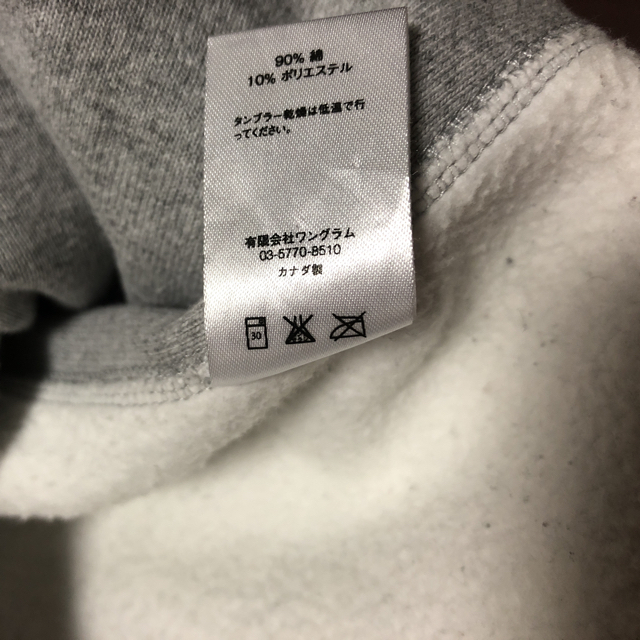 90% 綿
10% ポリエステル
タンブラー乾燥は低温で行
ってください。
有限会社ワングラム
03-5770-8510
カナダ製
30